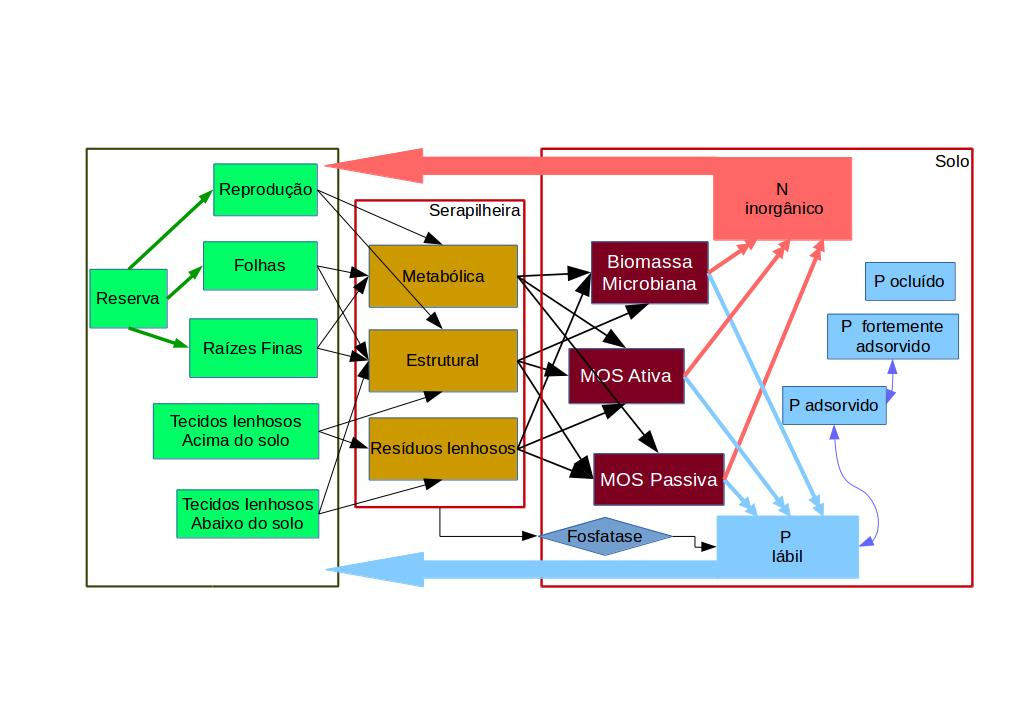 Solo
N
inorgânico
Reprodução
Serapilheira
Folhas
Metabólica
Biomassa
Microbiana
P ocluído
Reserva
P fortemente
adsorvido
Raízes Finas
Estrutural
MOS Ativa
P adsorvido
Tecidos lenhosos
Acima do solo
Resíduos lenhosos
MOS Passiva
Tecidos lenhosos
Abaixo do solo
Fosfatase
P
lábil